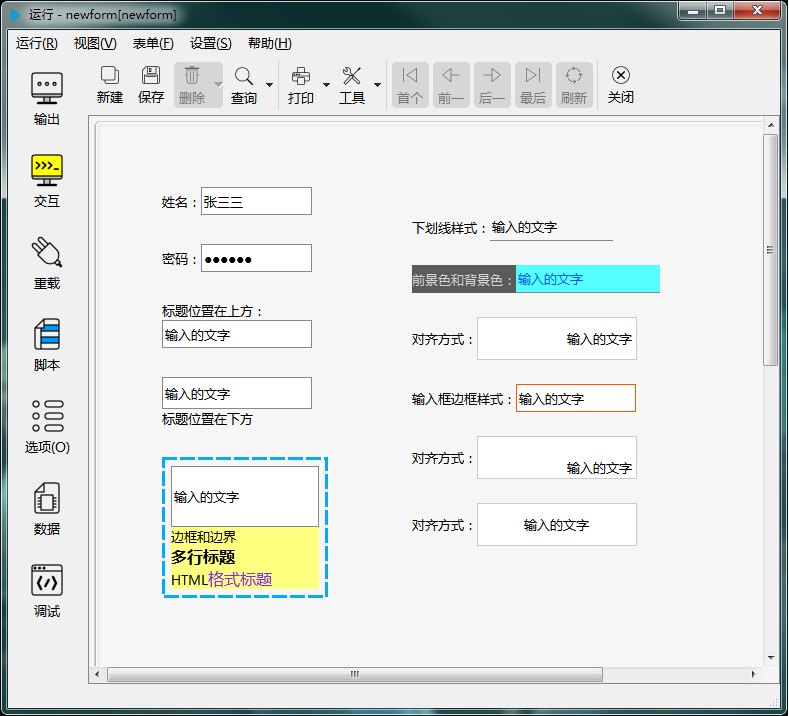 运行 - newform[newform]
运行(R) 视图(V) 表单(F) 设置(S) 帮助(H)
新建 保存 删除 查询 打印 工具 首个 前一 后一 最后 刷新 关闭
输出
交互
重载
脚本
选项(O)
数据
调试
姓名： 张三三
密码： ●●●●●●
标题位置在上方：
输入的文字
输入的文字
标题位置在下方
输入的文字
边框和边界
多行标题
HTML格式标题
下划线样式： 输入的文字
前景色和背景色： 输入的文字
对齐方式： 输入的文字
输入框边框样式： 输入的文字
对齐方式： 输入的文字
对齐方式： 输入的文字